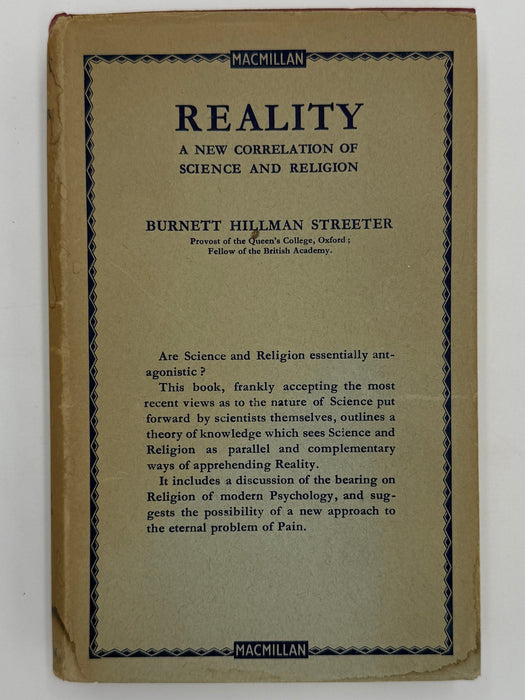 MACMILLAN
REALITY
A NEW CORRELATION OF
SCIENCE AND RELIGION
BURNETT HILLMAN STREETER
Provost of the Queen's College, Oxford ;
Fellow of the British Academy.
Are Science and Religion essentially ant-
agonistic ?
This book, frankly accepting the most
recent views as to the nature of Science put
forward by scientists themselves, outlines a
theory of knowledge which sees Science and
Religion as parallel and complementary
ways of apprehending Reality.
It includes a discussion of the bearing on
Religion of modern Psychology, and sug-
gests the possibility of a new approach to
the eternal problem of Pain.
MACMILLAN